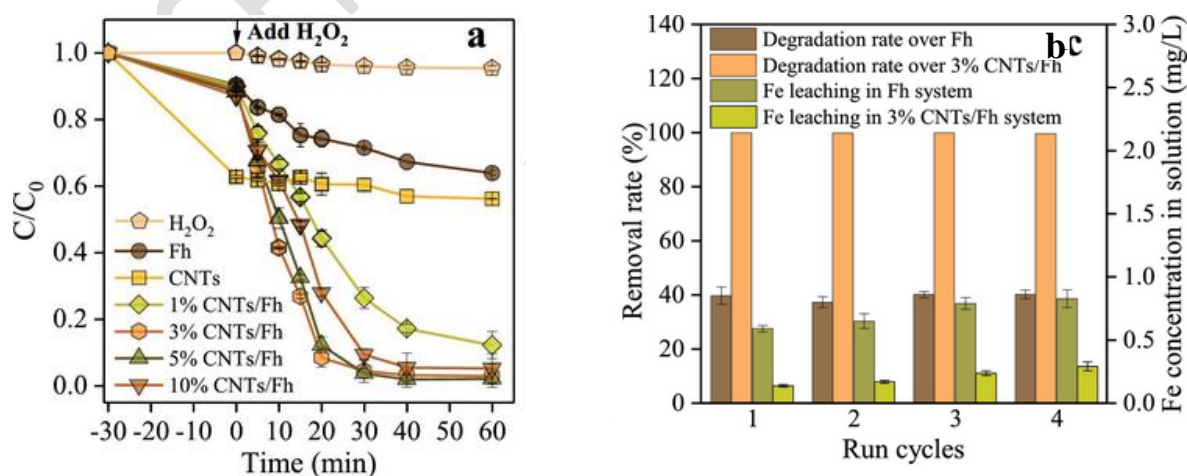 Add H₂O₂
a
C/C₀
1.0
0.8
0.6
0.4
0.2
0.0
H₂O₂
Fh
CNTs
1% CNTs/Fh
3% CNTs/Fh
5% CNTs/Fh
10% CNTs/Fh
-30 -20 -10 0 10 20 30 40 50 60
Time (min)
bc
Removal rate (%)
140
120
100
80
60
40
20
0
Degradation rate over Fh
Degradation rate over 3% CNTs/Fh
Fe leaching in Fh system
Fe leaching in 3% CNTs/Fh system
3.0
2.5
2.0
1.5
1.0
0.5
0.0
Fe concentration in solution (mg/L)
1 2 3 4
Run cycles